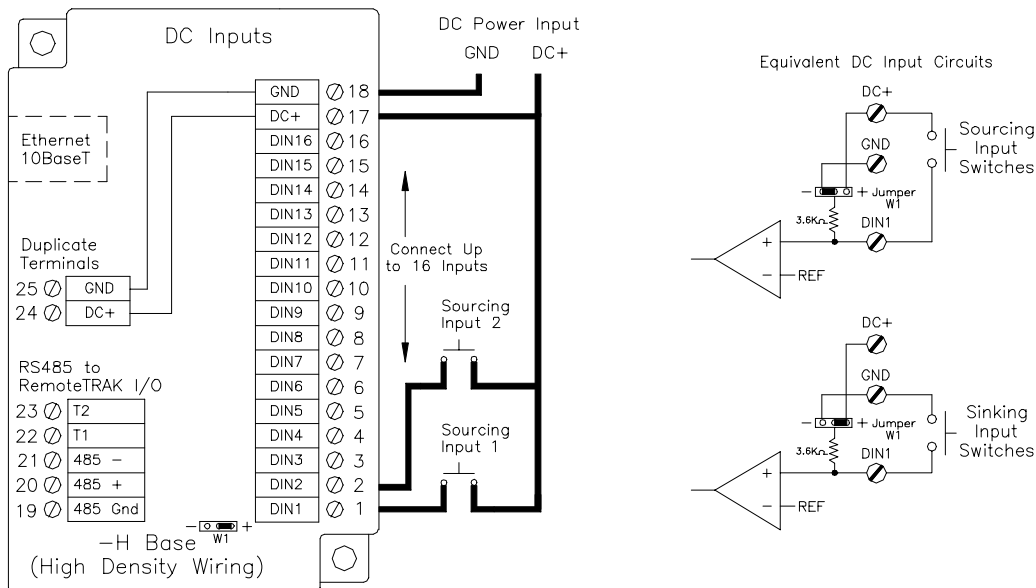 DC Inputs
DC Power Input
GND DC+
GND 18
DC+ 17
DIN16 16
DIN15 15
DIN14 14
DIN13 13
DIN12 12
DIN11 11
DIN10 10
DIN9 9
DIN8 8
DIN7 7
DIN6 6
DIN5 5
DIN4 4
DIN3 3
DIN2 2
DIN1 1
Ethernet
10BaseT
Duplicate
Terminals
25 GND
24 DC+
RS485 to
RemoteTRAK I/O
23 T2
22 T1
21 485 -
20 485 +
19 485 Gnd
- +
W1
-H Base
(High Density Wiring)
Connect Up
to 16 Inputs
Sourcing
Input 2
Sourcing
Input 1
Equivalent DC Input Circuits
DC+
GND
- + Jumper
W1
3.6KΩ
DIN1
+
- REF
Sourcing
Input
Switches
DC+
GND
- + Jumper
W1
3.6KΩ
DIN1
+
- REF
Sinking
Input
Switches